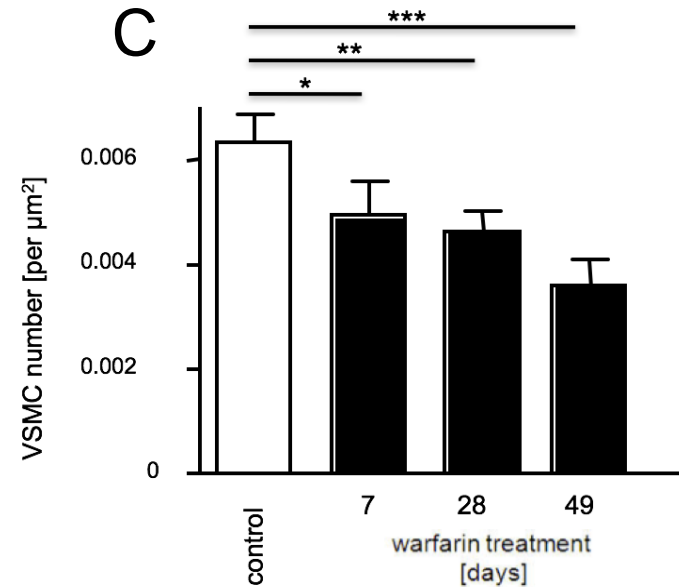 C
***
**
*
0.006
0.004
0.002
0
VSMC number [per µm²]
control
7 28 49
warfarin treatment
[days]